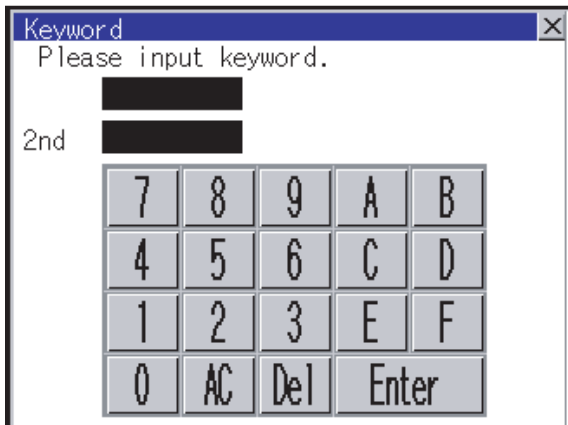 Keyword
Please input keyword.
2nd
7 8 9 A B
4 5 6 C D
1 2 3 E F
0 AC Del Enter